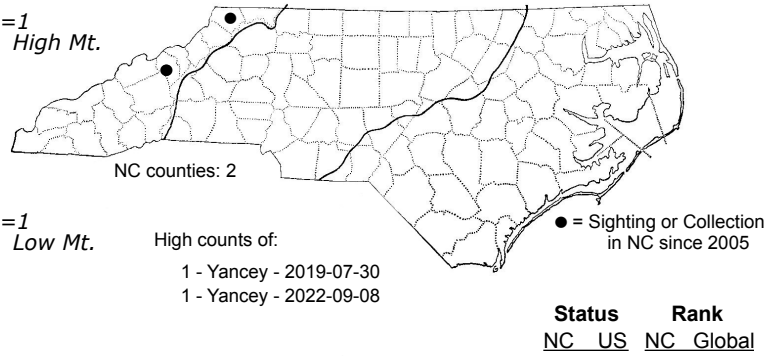 =1
High Mt.
NC counties: 2
=1
Low Mt.
High counts of:
1 - Yancey - 2019-07-30
1 - Yancey - 2022-09-08
● = Sighting or Collection
in NC since 2005
Status Rank
NC US NC Global